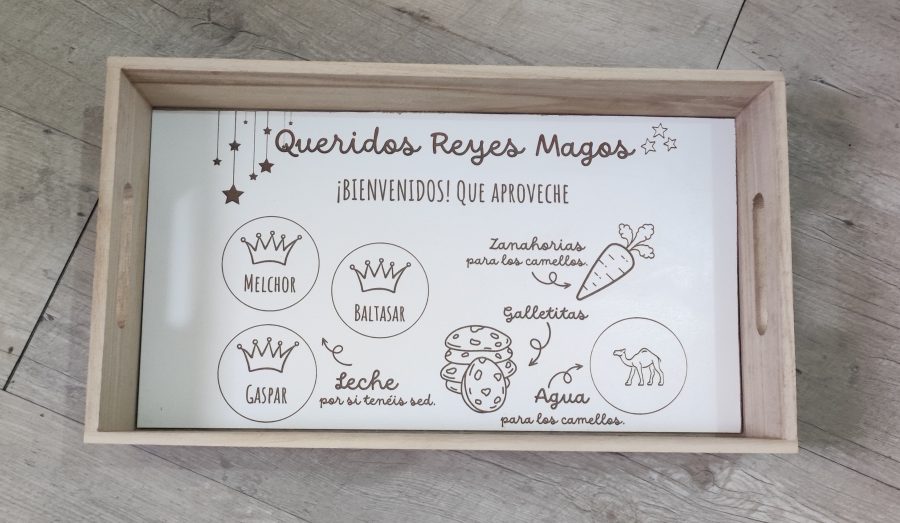 Queridos Reyes Magos
¡BIENVENIDOS! QUE APROVECHE
MELCHOR
BALTASAR
GASPAR
Leche
por si tenéis sed.
Zanahorias
para los camellos.
Galletitas
Agua
para los camellos.